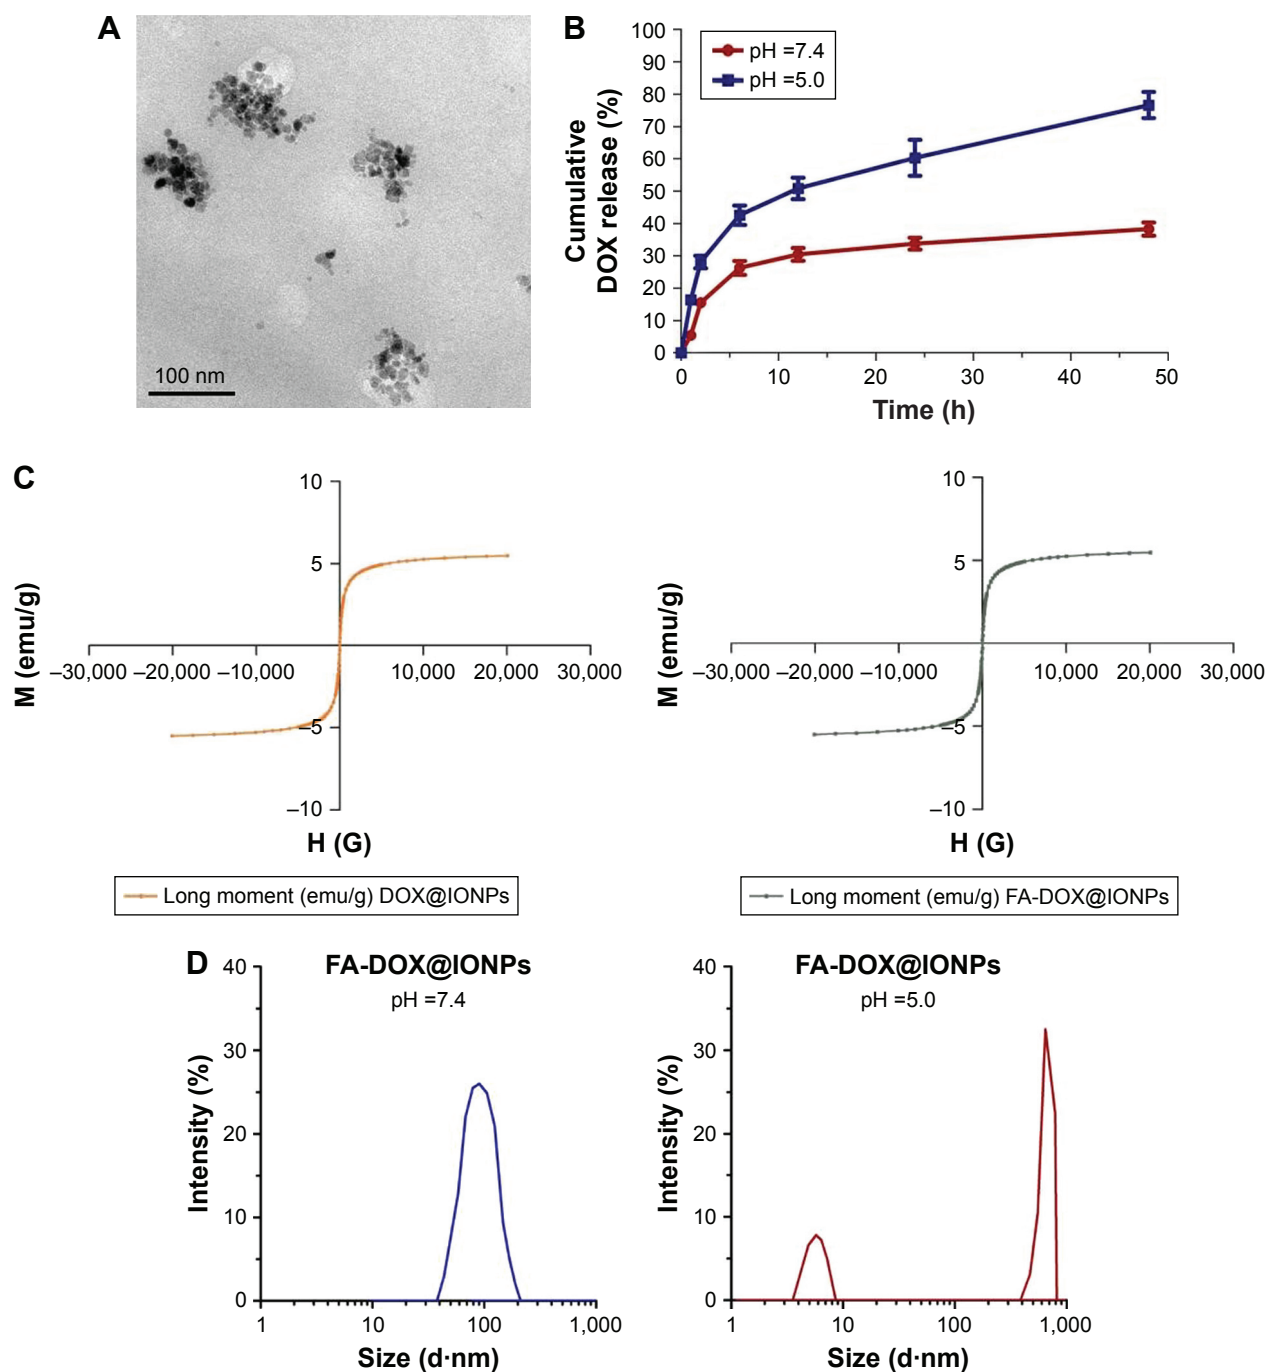 A
100 nm
B
Cumulative
DOX release (%)
100
90
80
70
60
50
40
30
20
10
0
pH =7.4
pH =5.0
0 10 20 30 40 50
Time (h)
C
M (emu/g)
10
5
–5
–10
–30,000 –20,000 –10,000 10,000 20,000 30,000
H (G)
Long moment (emu/g) DOX@IONPs
M (emu/g)
10
5
–5
–10
–30,000 –20,000 –10,000 10,000 20,000 30,000
H (G)
Long moment (emu/g) FA-DOX@IONPs
D
FA-DOX@IONPs
pH =7.4
Intensity (%)
40
30
20
10
0
1 10 100 1,000
Size (d·nm)
FA-DOX@IONPs
pH =5.0
Intensity (%)
40
30
20
10
0
1 10 100 1,000
Size (d·nm)